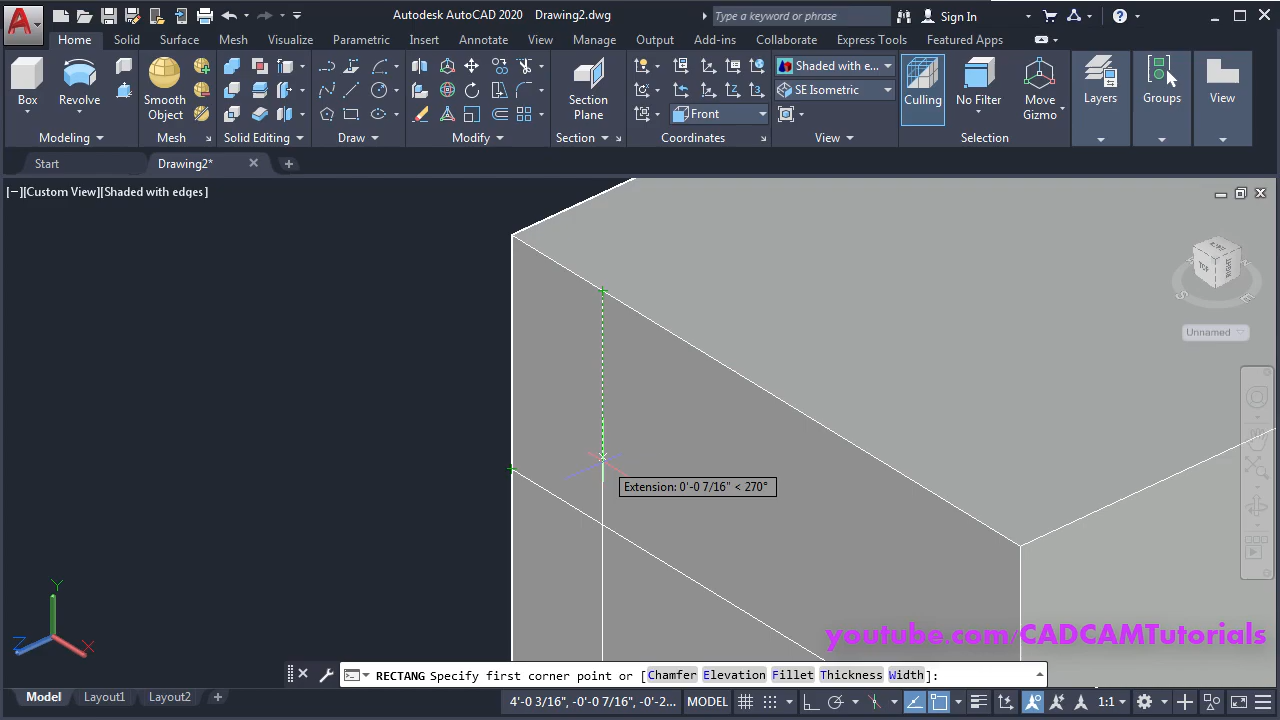 Autodesk AutoCAD 2020 Drawing2.dwg
Type a keyword or phrase
Sign In
Home Solid Surface Mesh Visualize Parametric Insert Annotate View Manage Output Add-ins Collaborate Express Tools Featured Apps
Box
Revolve
Smooth Object
Section Plane
Front
Shaded with e...
SE Isometric
Culling
No Filter
Move Gizmo
Layers
Groups
View
Modeling Mesh Solid Editing Draw Modify Section Coordinates View Selection
Start Drawing2*
[−][Custom View][Shaded with edges]
TOP RIGHT
S E
Unnamed
Extension: 0'-0 7/16" < 270°
Y
Z X
youtube.com/CADCAMTutorials
RECTANG Specify first corner point or [Chamfer Elevation Fillet Thickness Width]:
Model Layout1 Layout2
4'-0 3/16", -0'-0 7/16", -0'-2... MODEL 1:1